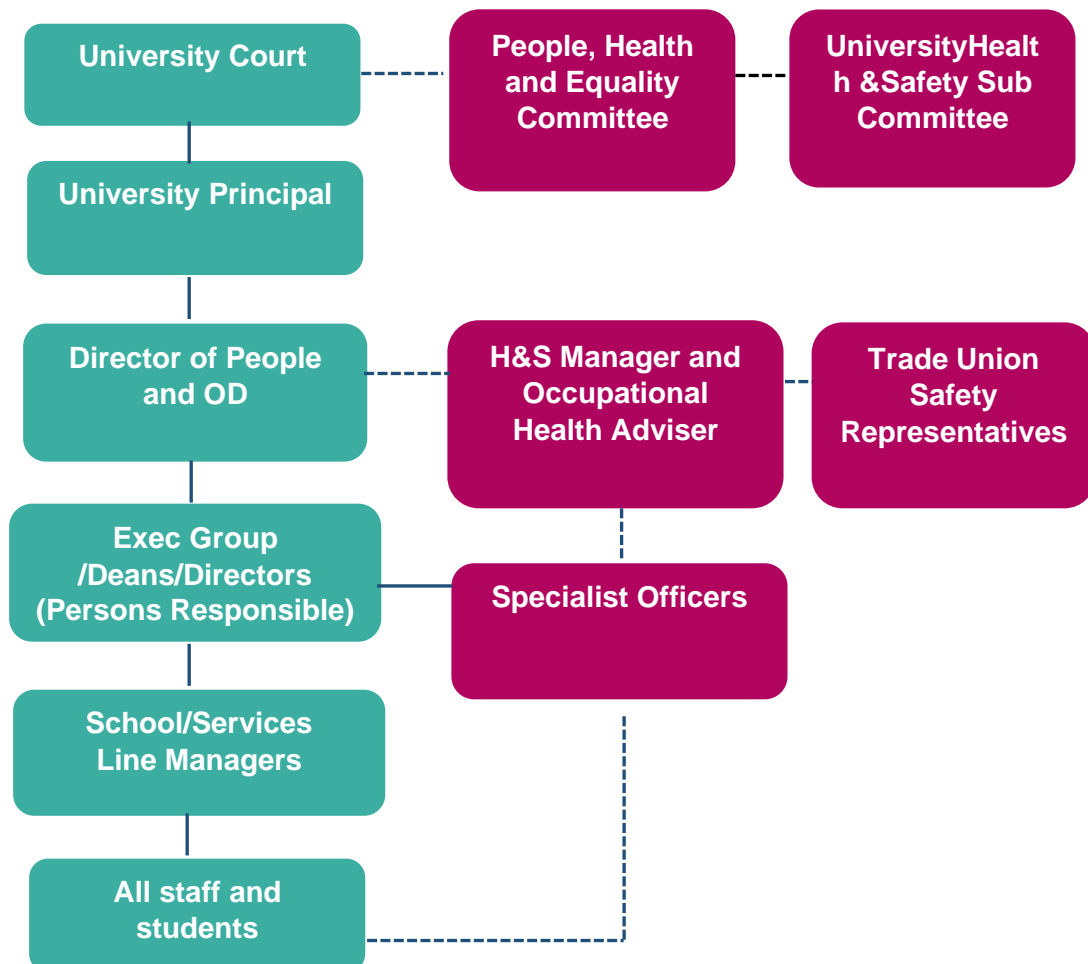 University Court
People, Health
and Equality
Committee
UniversityHealt
h &Safety Sub
Committee
University Principal
Director of People
and OD
H&S Manager and
Occupational
Health Adviser
Trade Union
Safety
Representatives
Exec Group
/Deans/Directors
(Persons Responsible)
Specialist Officers
School/Services
Line Managers
All staff and
students